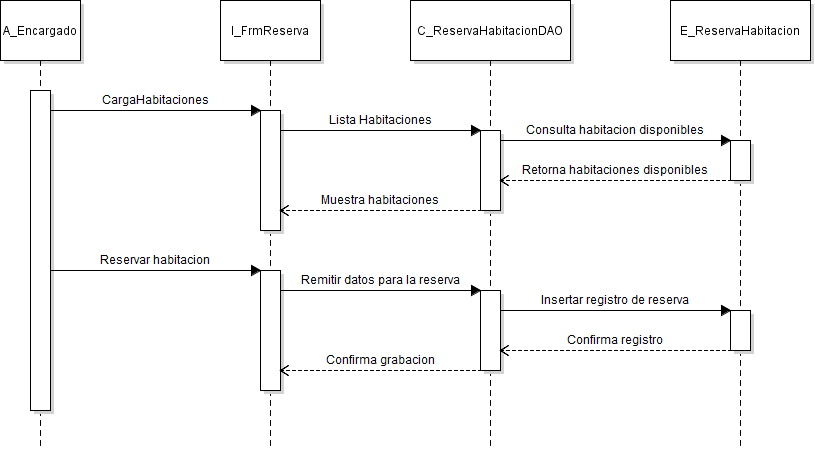 A_Encargado
I_FrmReserva
C_ReservaHabitacionDAO
E_ReservaHabitacion
CargaHabitaciones
Lista Habitaciones
Consulta habitacion disponibles
Retorna habitaciones disponibles
Muestra habitaciones
Reservar habitacion
Remitir datos para la reserva
Insertar registro de reserva
Confirma registro
Confirma grabacion